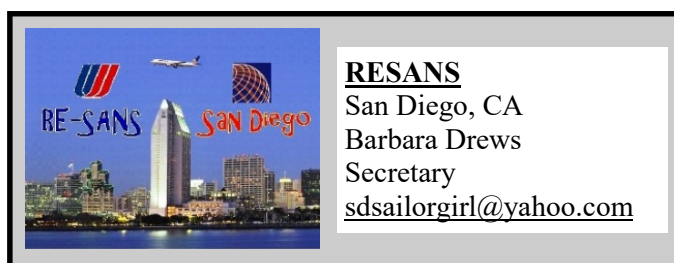 RE-SANS
San Diego
RESANS
San Diego, CA
Barbara Drews
Secretary
sdsailorgirl@yahoo.com